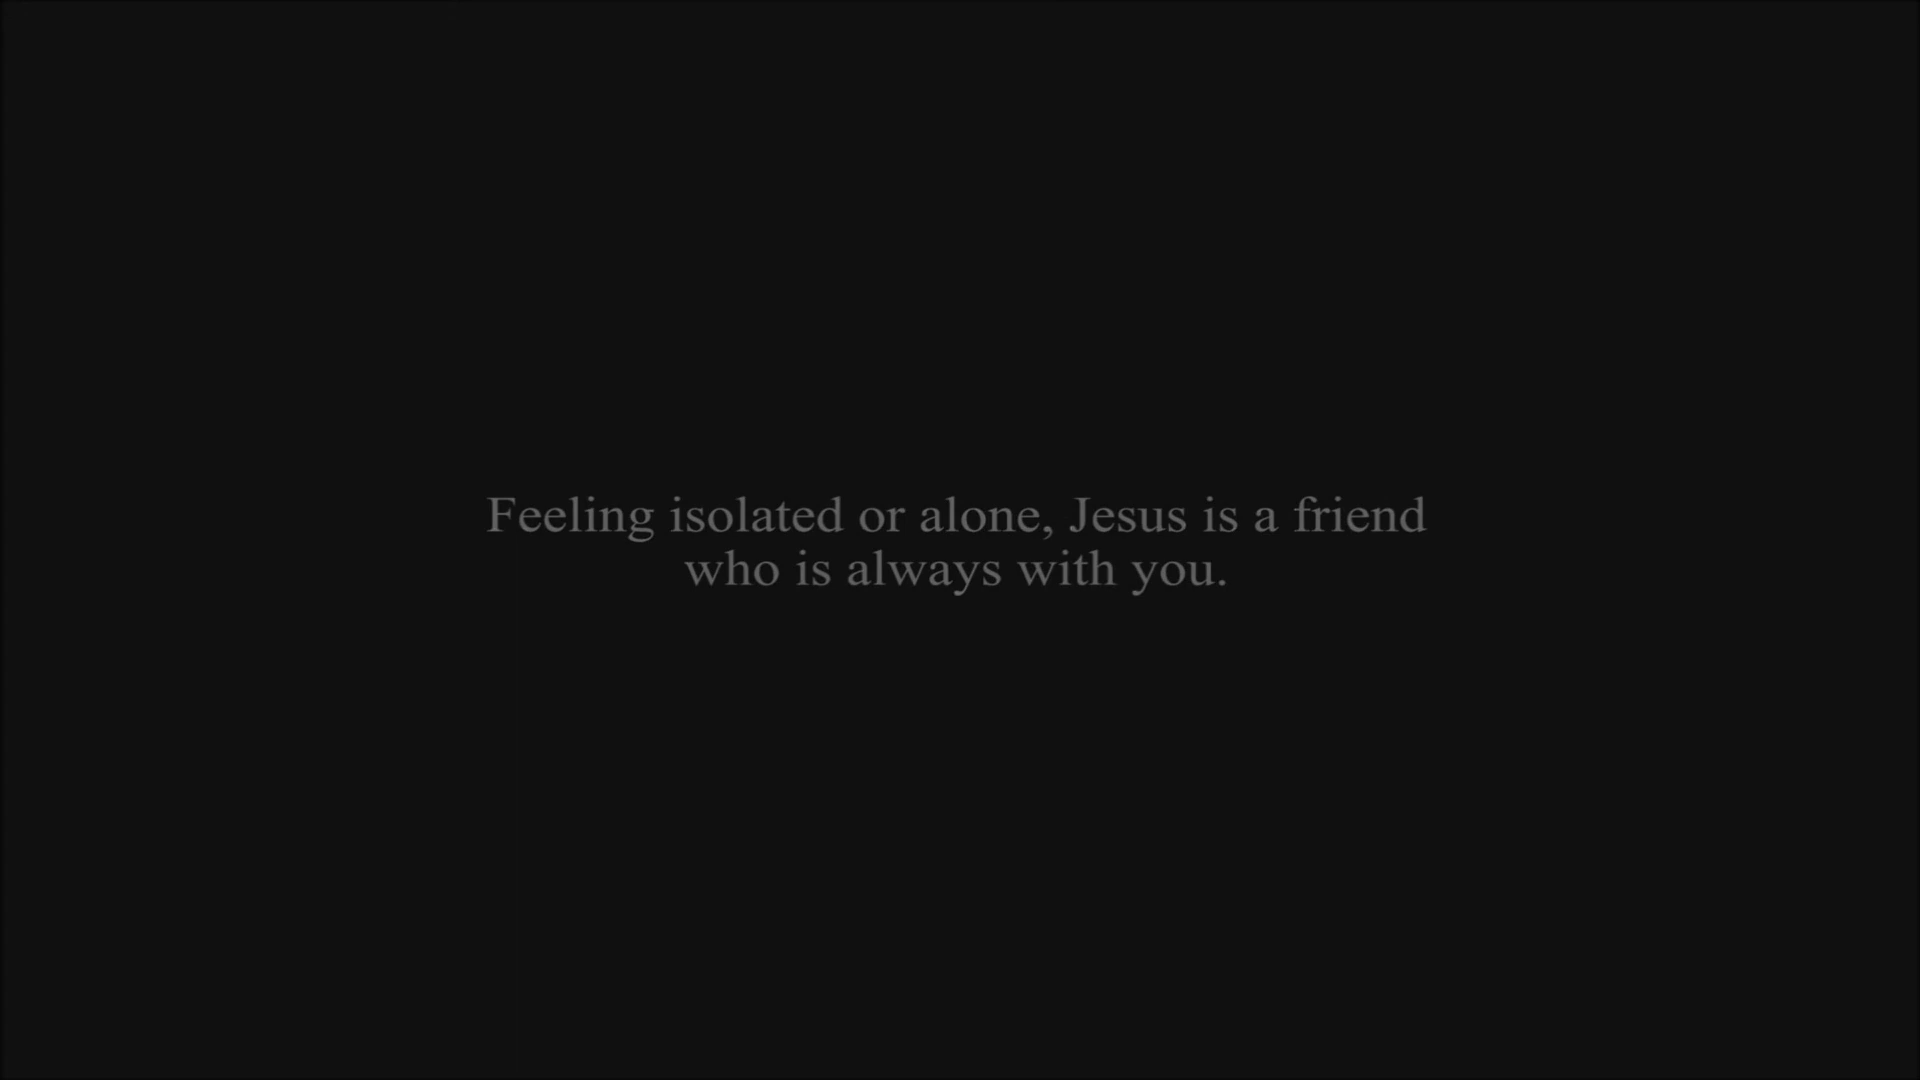 Feeling isolated or alone, Jesus is a friend
who is always with you.